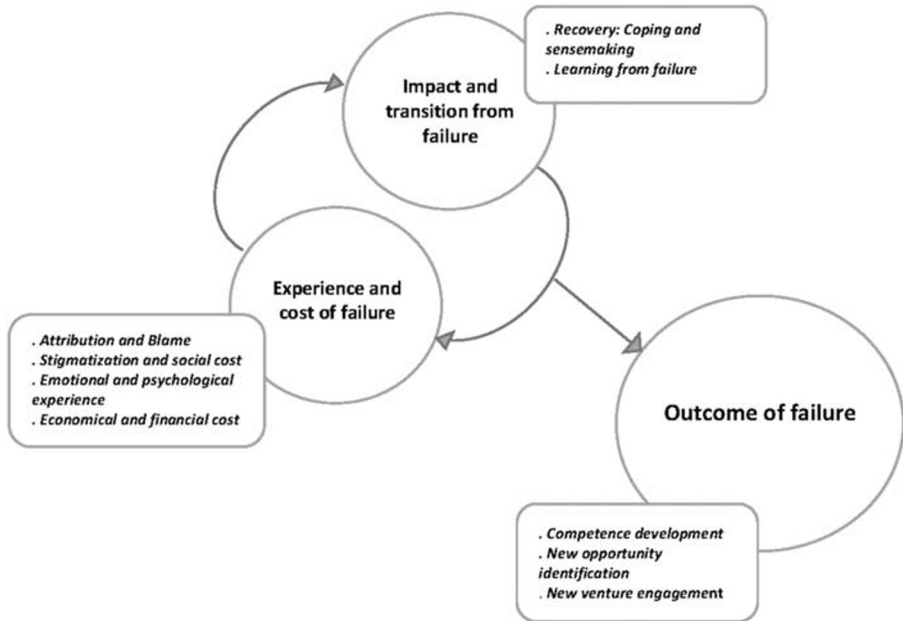 . Recovery: Coping and
sensemaking
. Learning from failure
Impact and
transition from
failure
Experience and
cost of failure
. Attribution and Blame
. Stigmatization and social cost
. Emotional and psychological
experience
. Economical and financial cost
Outcome of failure
. Competence development
. New opportunity
identification
. New venture engagement